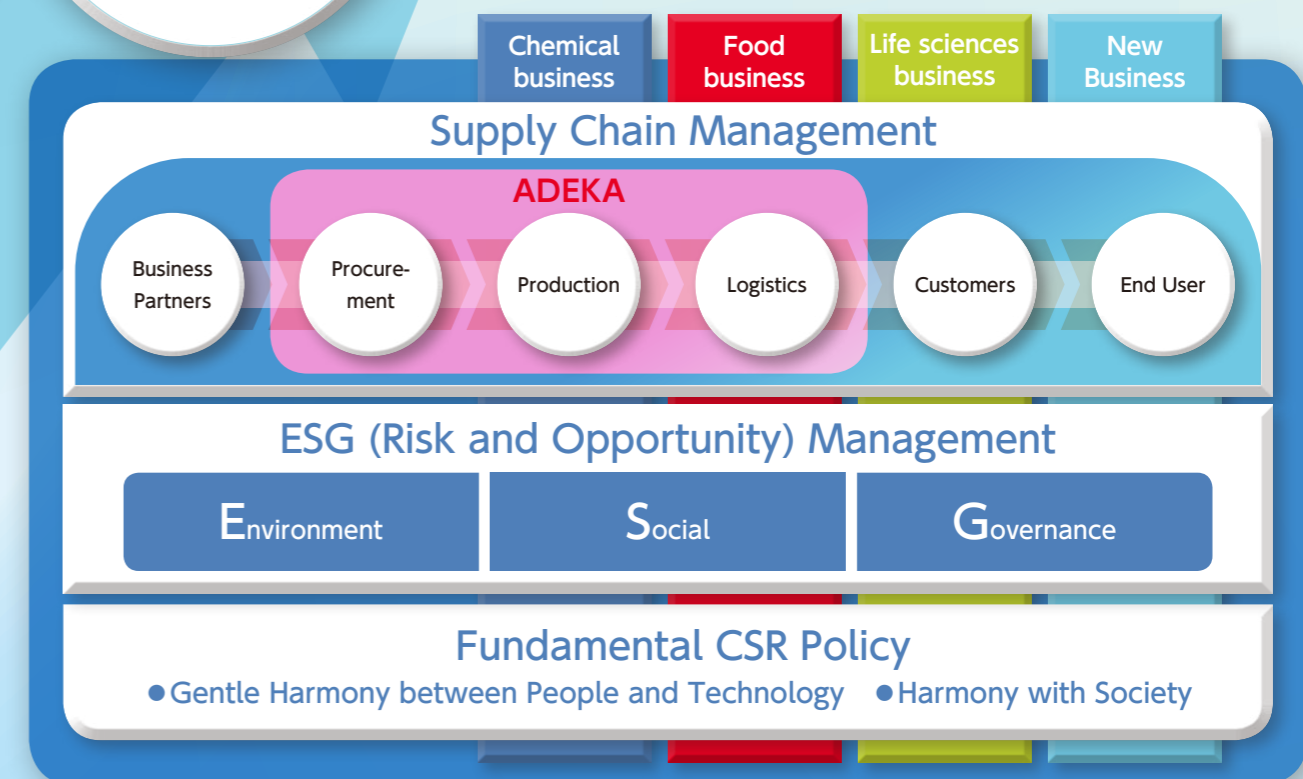 Chemical
business
Food
business
Life sciences
business
New
Business
Supply Chain Management
ADEKA
Business
Partners
Procure-
ment
Production
Logistics
Customers
End User
ESG (Risk and Opportunity) Management
Environment
Social
Governance
Fundamental CSR Policy
●Gentle Harmony between People and Technology ●Harmony with Society